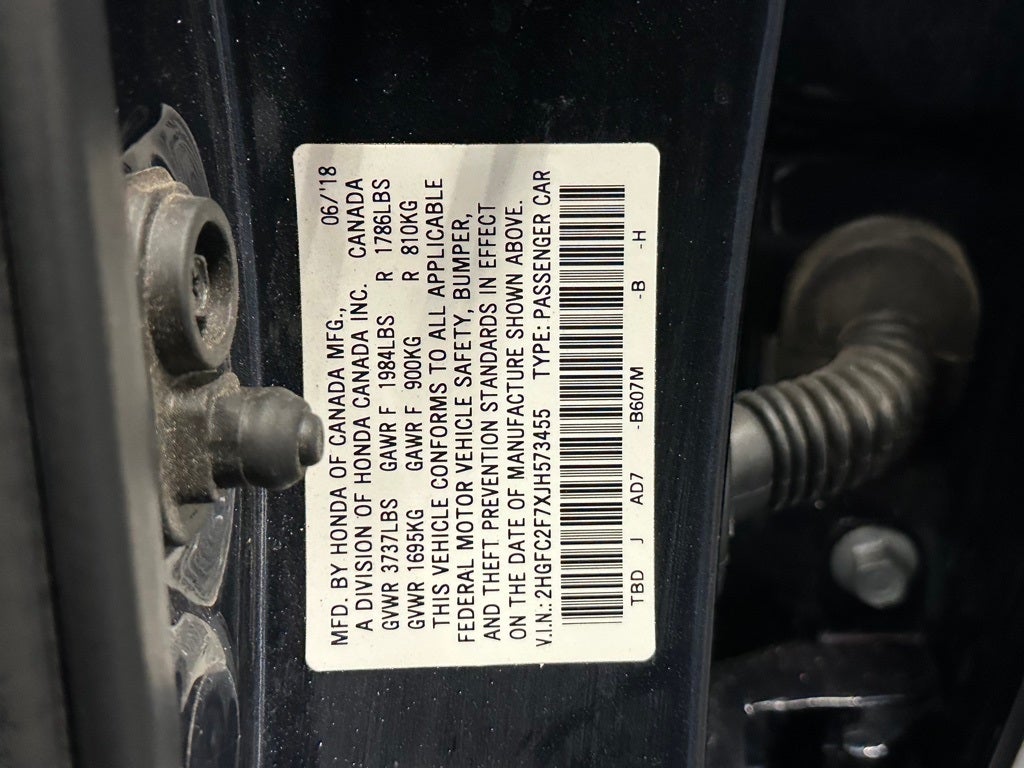 MFD. BY HONDA OF CANADA MFG., 06/'18
A DIVISION OF HONDA CANADA INC. CANADA
GVWR 3737LBS GAWR F 1984LBS R 1786LBS
GVWR 1695KG GAWR F 900KG R 810KG
THIS VEHICLE CONFORMS TO ALL APPLICABLE
FEDERAL MOTOR VEHICLE SAFETY, BUMPER,
AND THEFT PREVENTION STANDARDS IN EFFECT
ON THE DATE OF MANUFACTURE SHOWN ABOVE.
V.I.N.: 2HGFC2F7XJH573455 TYPE: PASSENGER CAR
TBD J AD7 -B607M -B -H